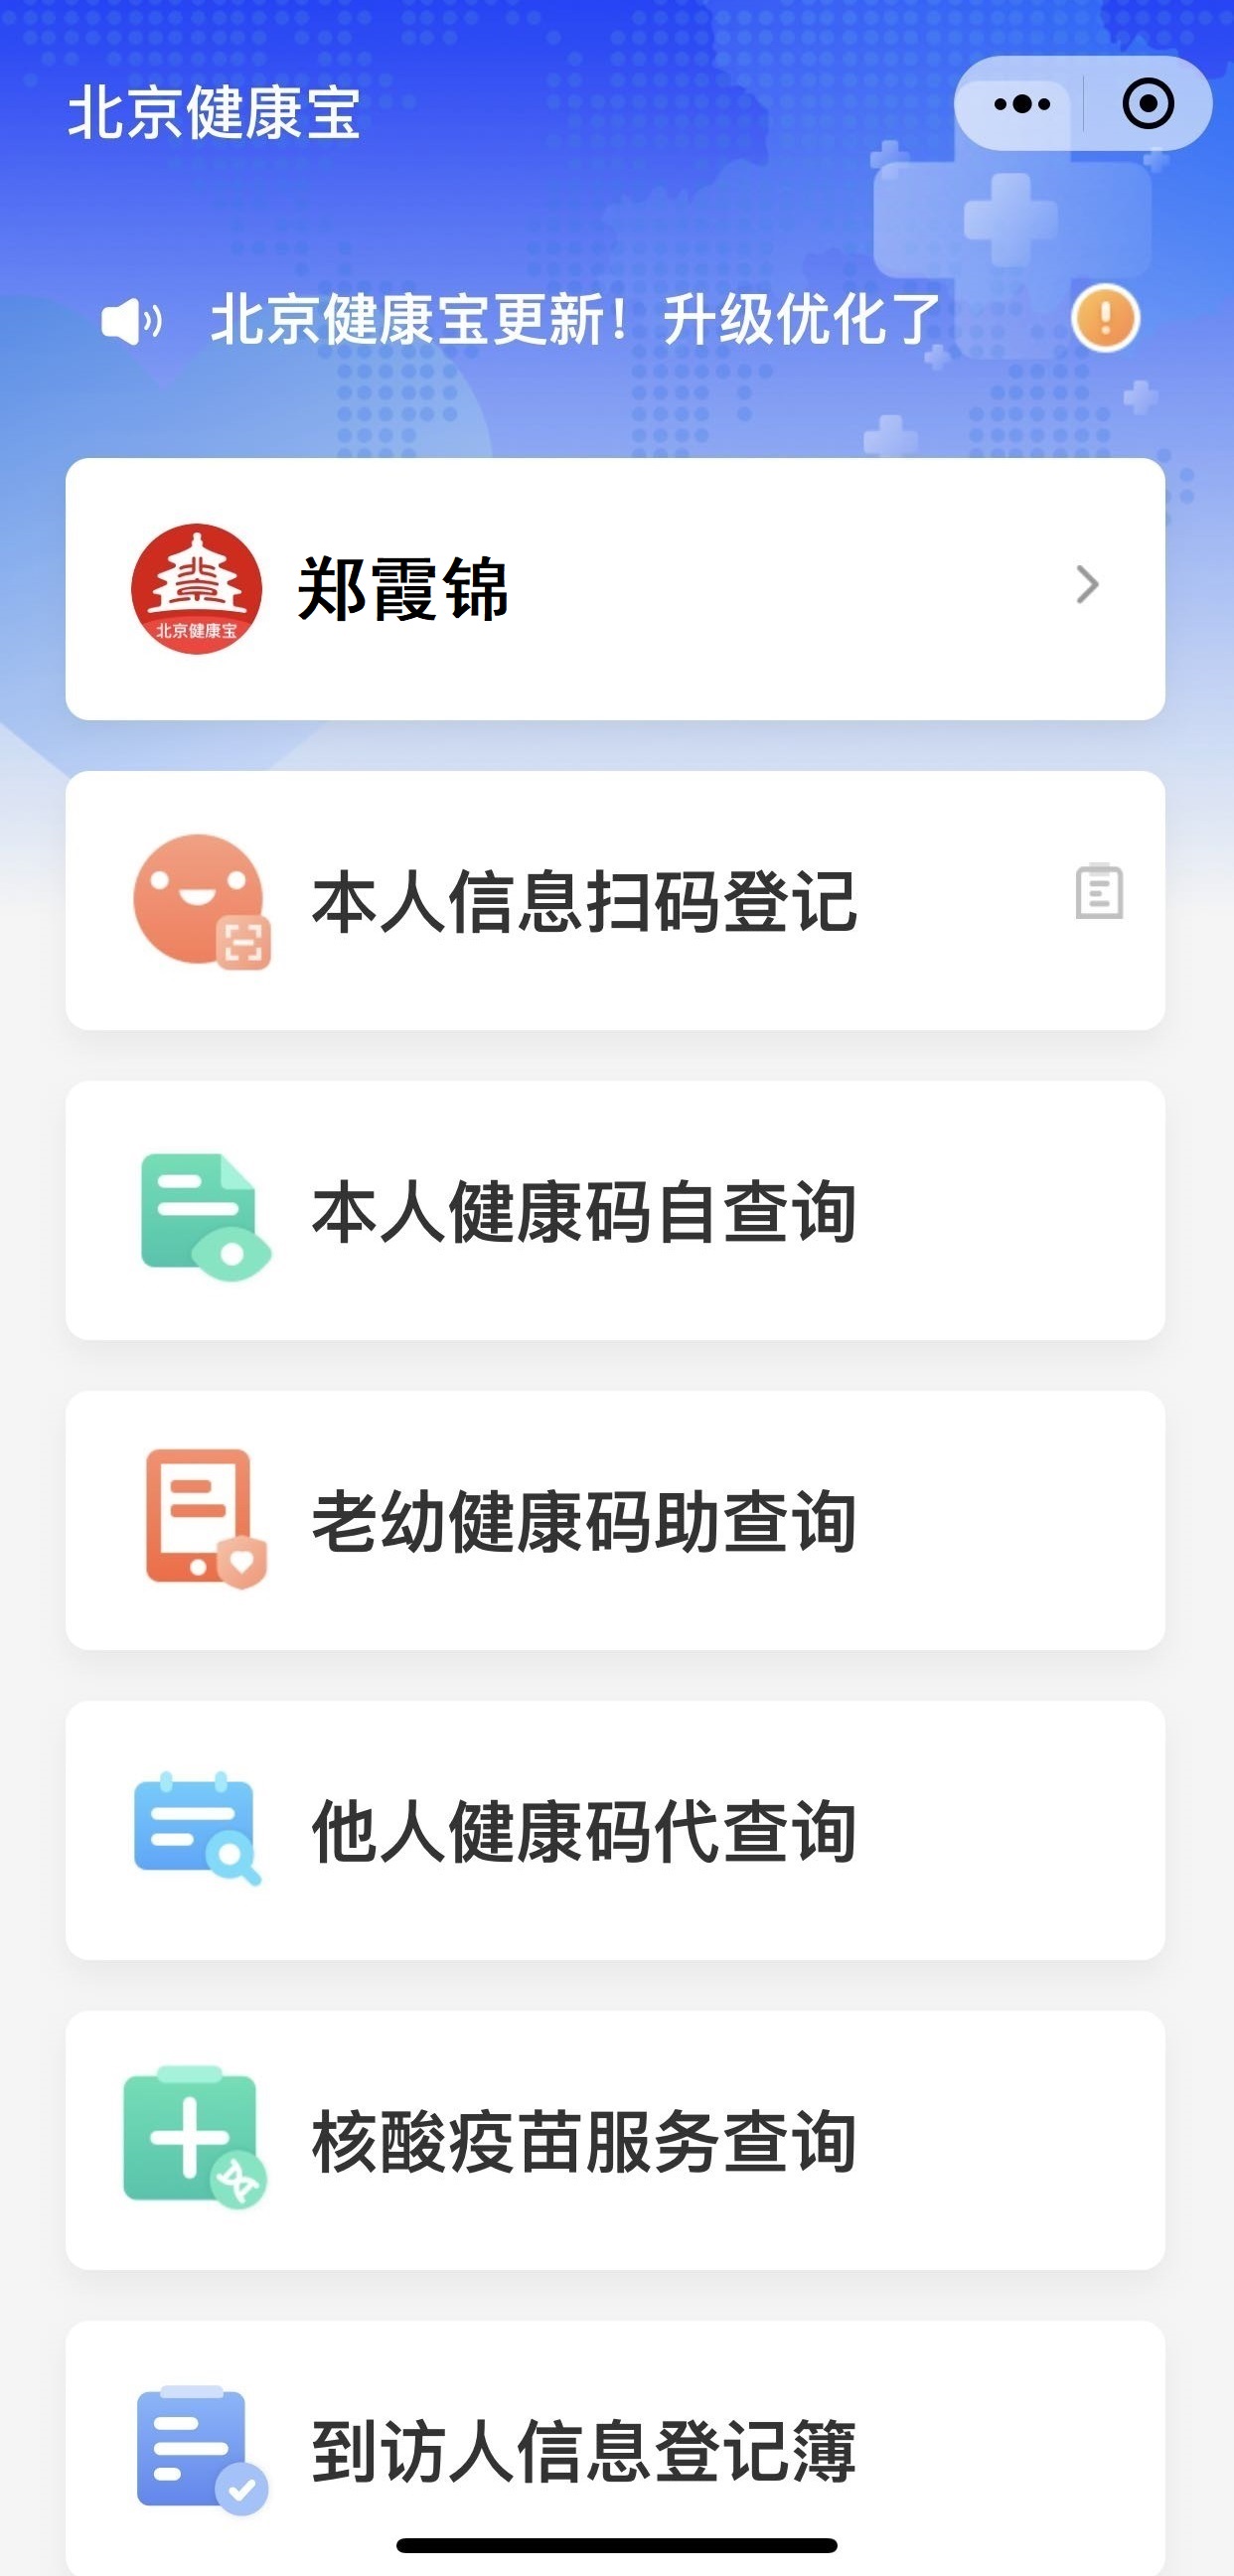 北京健康宝
北京健康宝更新！升级优化了
郑霞锦
北京健康宝
本人信息扫码登记
本人健康码自查询
老幼健康码助查询
他人健康码代查询
核酸疫苗服务查询
到访人信息登记簿